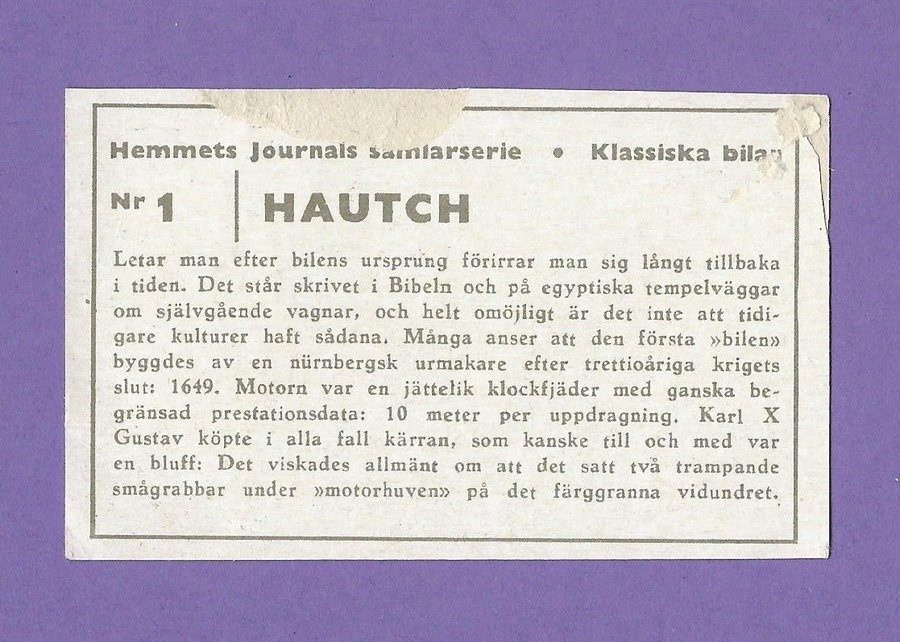 Hemmets Journals samlarserie • Klassiska bilar
Nr 1 HAUTCH
Letar man efter bilens ursprung förirrar man sig långt tillbaka
i tiden. Det står skrivet i Bibeln och på egyptiska tempelväggar
om självgående vagnar, och helt omöjligt är det inte att tidi-
gare kulturer haft sådana. Många anser att den första »bilen»
byggdes av en nürnbergsk urmakare efter trettioåriga krigets
slut: 1649. Motorn var en jättelik klockfjäder med ganska be-
gränsad prestationsdata: 10 meter per uppdragning. Karl X
Gustav köpte i alla fall kärran, som kanske till och med var
en bluff: Det viskades allmänt om att det satt två trampande
smågrabbar under »motorhuven» på det färggranna vidundret.